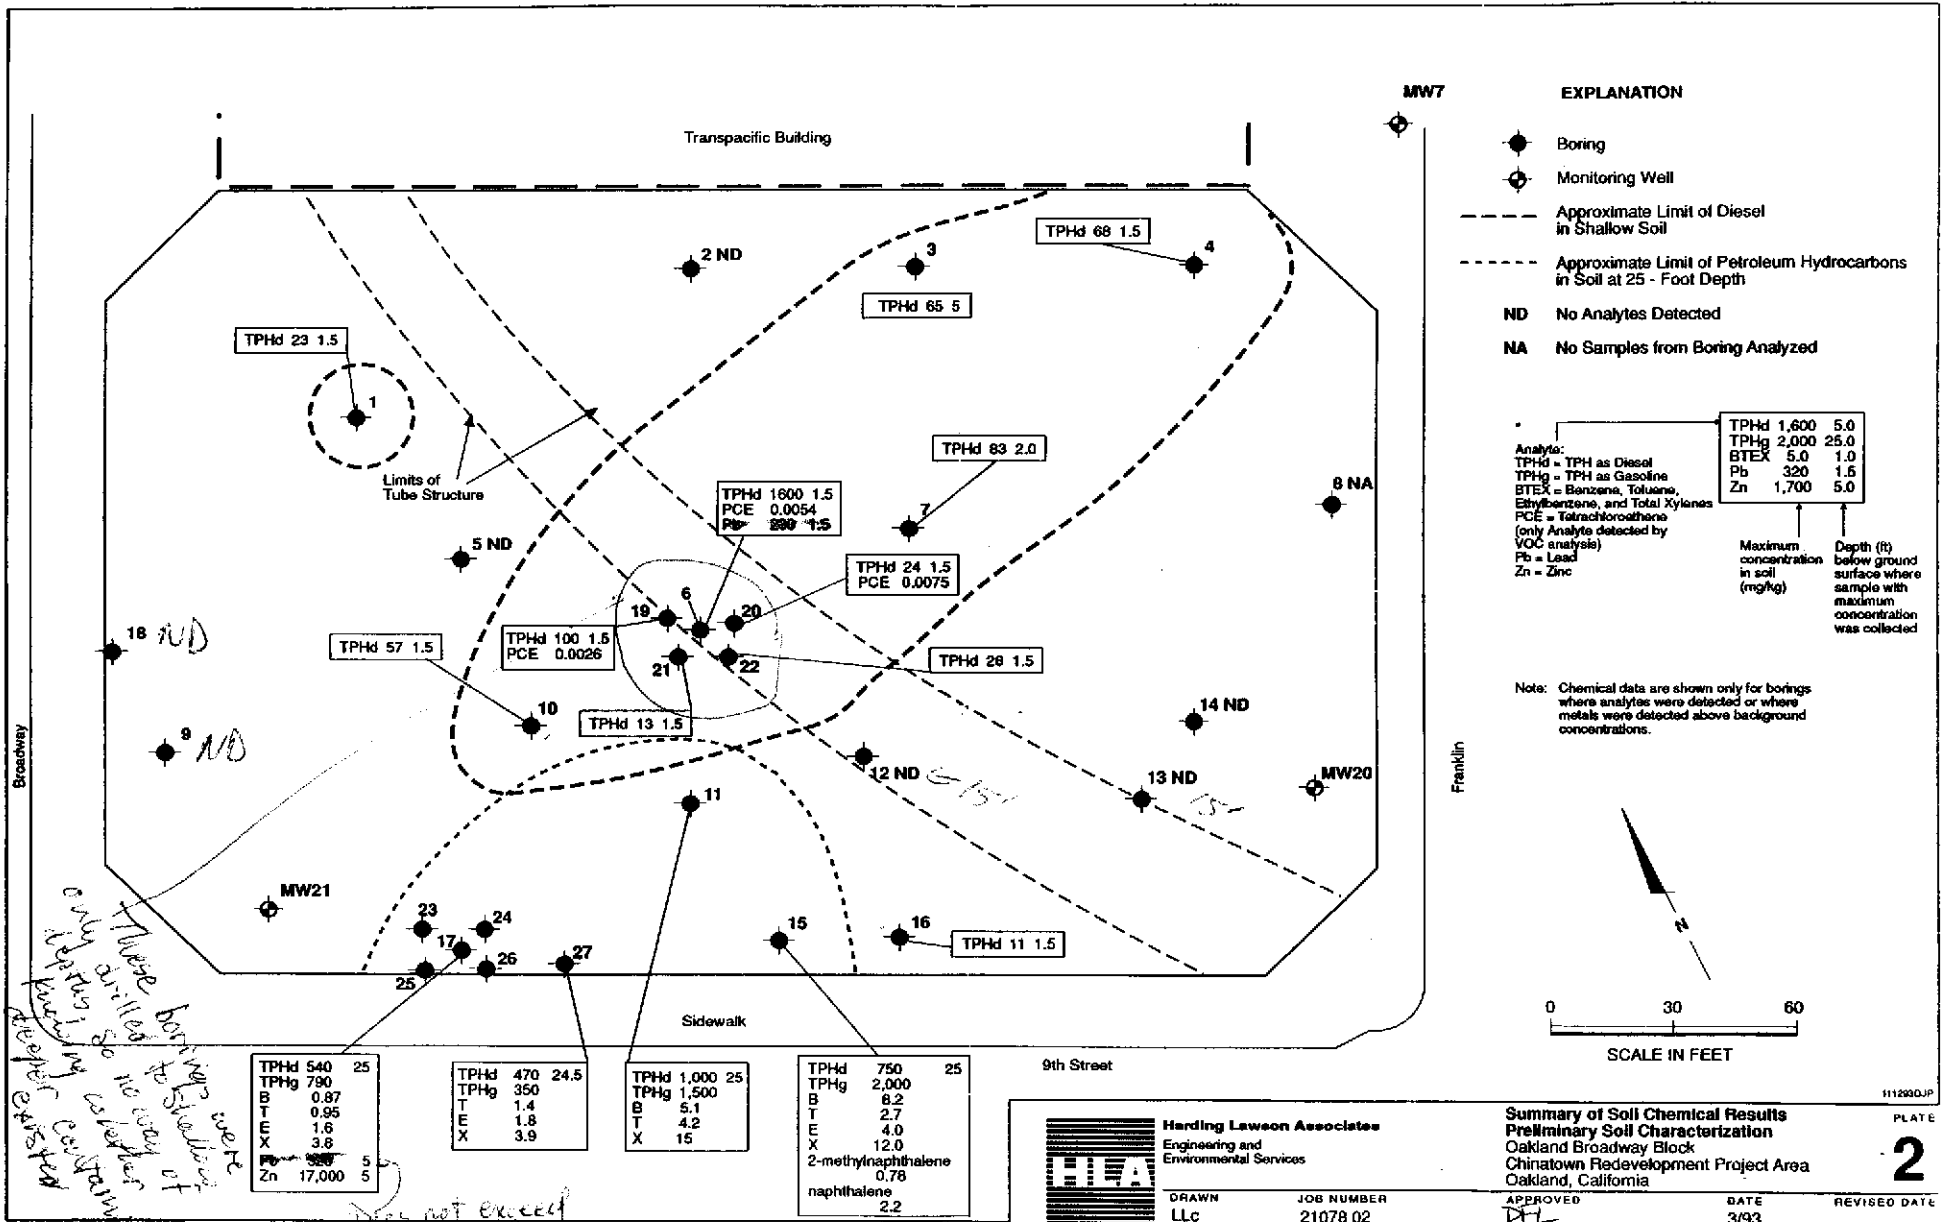 MW7
EXPLANATION
Transpacific Building
Boring
Monitoring Well
Approximate Limit of Diesel
in Shallow Soil
Approximate Limit of Petroleum Hydrocarbons
in Soil at 25 - Foot Depth
ND No Analytes Detected
NA No Samples from Boring Analyzed
2 ND
3
TPHd 65 5
TPHd 68 1.5
4
TPHd 23 1.5
1
Limits of
Tube Structure
TPHd 83 2.0
7
8 NA
TPHd 1600 1.5
PCE 0.0054
Pb 290 1.5
5 ND
TPHd 24 1.5
PCE 0.0075
6
19
20
TPHd 100 1.5
PCE 0.0026
21
22
TPHd 28 1.5
TPHd 57 1.5
18 ND
10
TPHd 13 1.5
9 ND
14 ND
12 ND
15'
13 ND
15
MW20
11
MW21
23
24
17
25
26
27
15
16
TPHd 11 1.5
Broadway
Franklin
Sidewalk
9th Street
Analyte:
TPHd = TPH as Diesel
TPHg = TPH as Gasoline
BTEX = Benzene, Toluene,
Ethylbenzene, and Total Xylenes
PCE = Tetrachloroethene
(only Analyte detected by
VOC analysis)
Pb = Lead
Zn = Zinc
TPHd 1,600 5.0
TPHg 2,000 25.0
BTEX 5.0 1.0
Pb 320 1.5
Zn 1,700 5.0
Maximum
concentration
in soil
(mg/kg)
Depth (ft)
below ground
surface where
sample with
maximum
concentration
was collected
Note: Chemical data are shown only for borings
where analytes were detected or where
metals were detected above background
concentrations.
N
0 30 60
SCALE IN FEET
These borings were
only drilled to shallow
depths, so no way of
knowing whether
deeper contam
existed
TPHd 540 25
TPHg 790
B 0.87
T 0.95
E 1.6
X 3.8
Pb 320 5
Zn 17,000 5
Does not exceed
TPHd 470 24.5
TPHg 350
T 1.4
E 1.8
X 3.9
TPHd 1,000 25
TPHg 1,500
B 5.1
T 4.2
X 15
TPHd 750 25
TPHg 2,000
B 8.2
T 2.7
E 4.0
X 12.0
2-methylnaphthalene
0.78
naphthalene
2.2
111293DJP
HLA
Harding Lawson Associates
Engineering and
Environmental Services
Summary of Soil Chemical Results
Preliminary Soil Characterization
Oakland Broadway Block
Chinatown Redevelopment Project Area
Oakland, California
PLATE
2
DRAWN
LLc
JOB NUMBER
21078 02
APPROVED
DHL
DATE
3/93
REVISED DATE